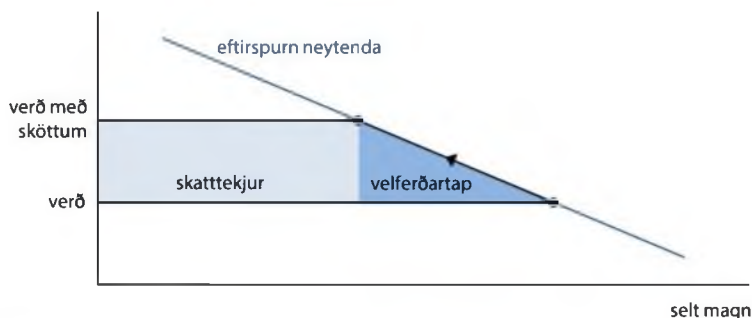 eftirspurn neytenda
verð með
sköttum
skatttekjur
velferðartap
verð
selt magn